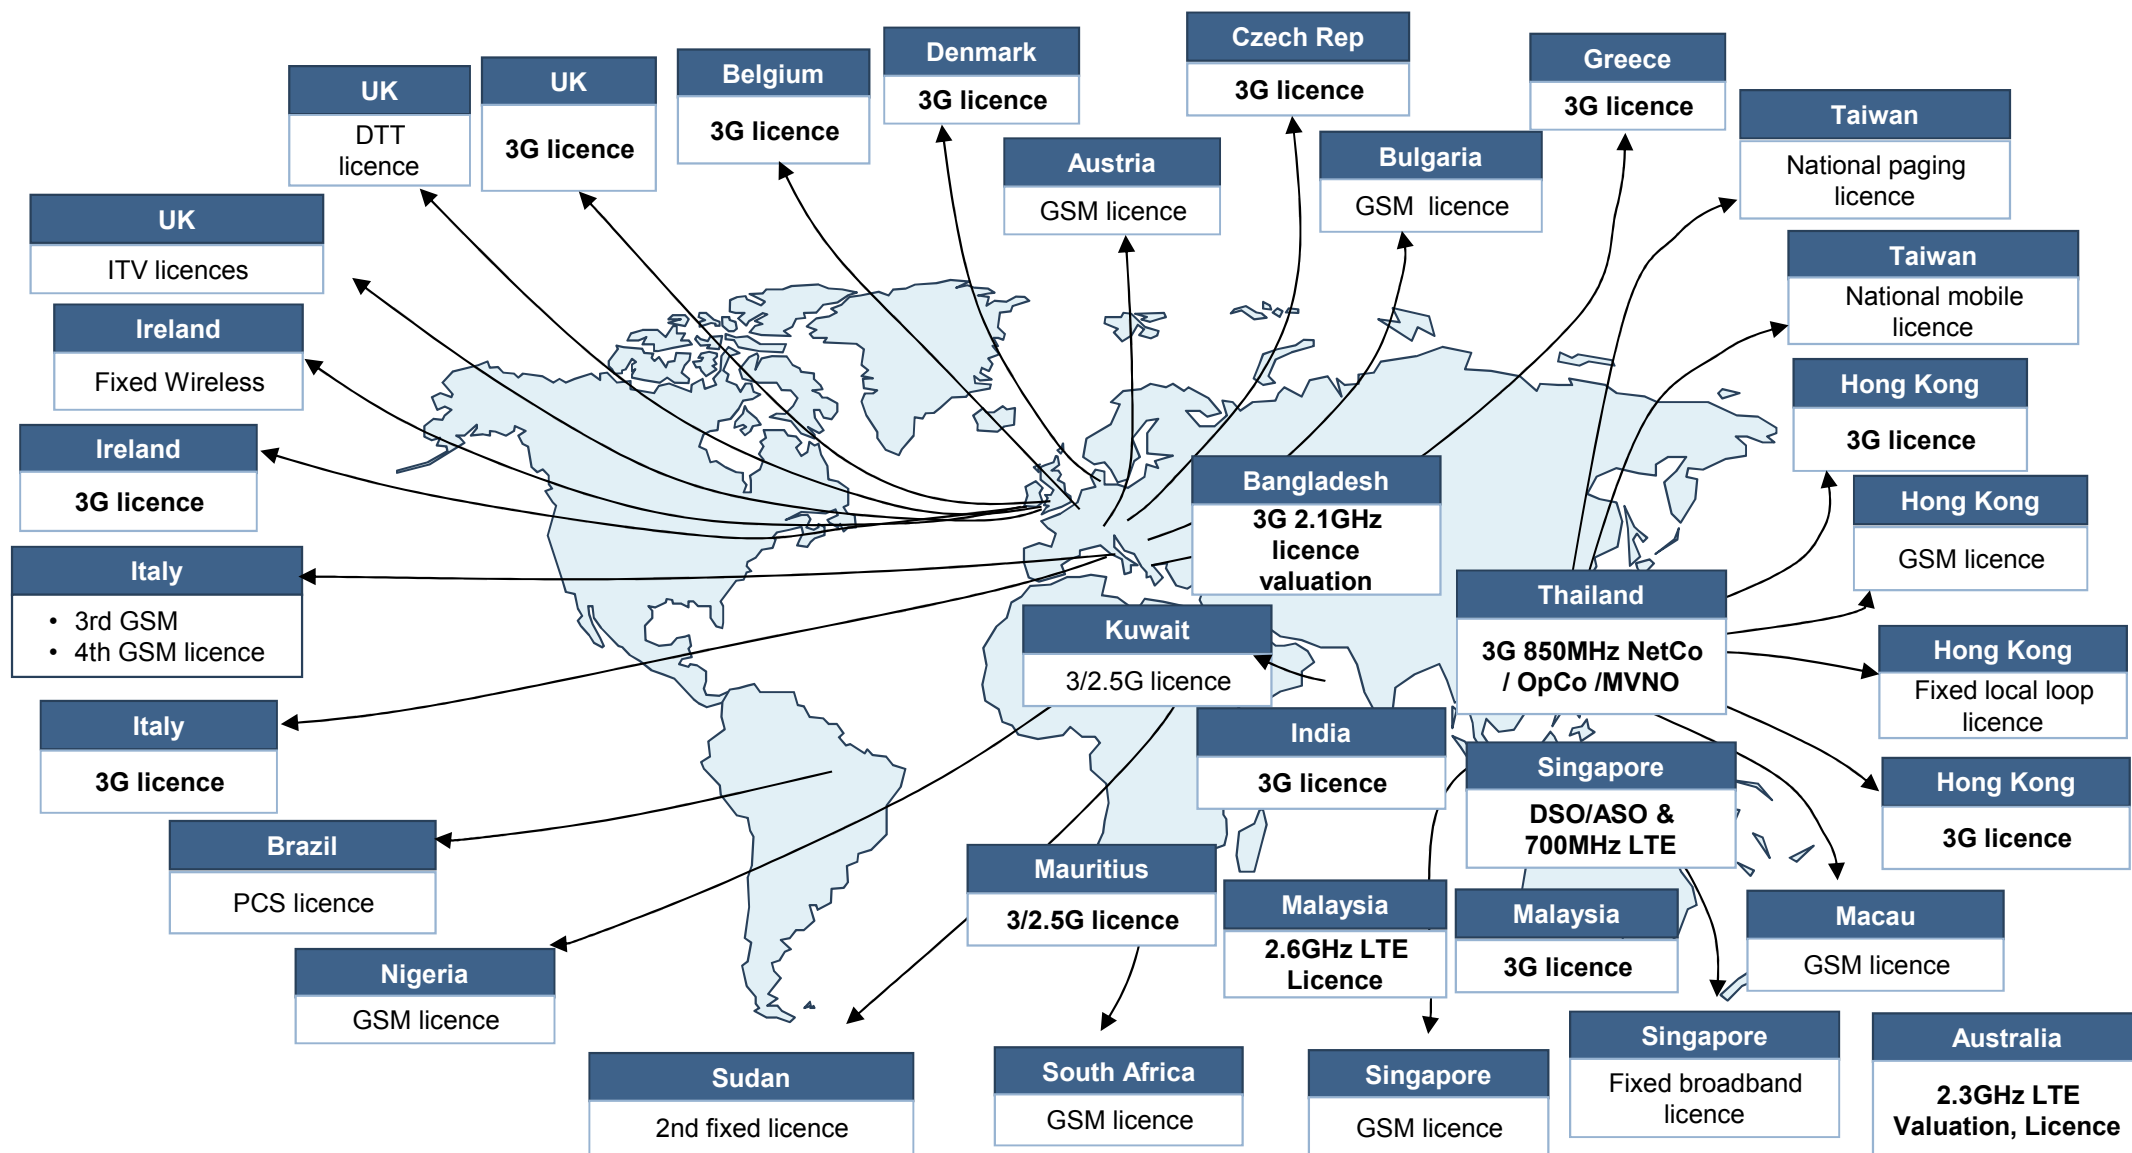 UK
DTT
licence
UK
3G licence
Belgium
3G licence
Denmark
3G licence
Czech Rep
3G licence
Greece
3G licence
Austria
GSM licence
Bulgaria
GSM licence
Taiwan
National paging
licence
UK
ITV licences
Taiwan
National mobile
licence
Ireland
Fixed Wireless
Hong Kong
3G licence
Ireland
3G licence
Bangladesh
3G 2.1GHz
licence
valuation
Hong Kong
GSM licence
Italy
• 3rd GSM
• 4th GSM licence
Kuwait
3/2.5G licence
Thailand
3G 850MHz NetCo
/ OpCo /MVNO
Hong Kong
Fixed local loop
licence
Italy
3G licence
India
3G licence
Singapore
DSO/ASO &
700MHz LTE
Hong Kong
3G licence
Brazil
PCS licence
Mauritius
3/2.5G licence
Malaysia
2.6GHz LTE
Licence
Malaysia
3G licence
Macau
GSM licence
Nigeria
GSM licence
Sudan
2nd fixed licence
South Africa
GSM licence
Singapore
GSM licence
Singapore
Fixed broadband
licence
Australia
2.3GHz LTE
Valuation, Licence